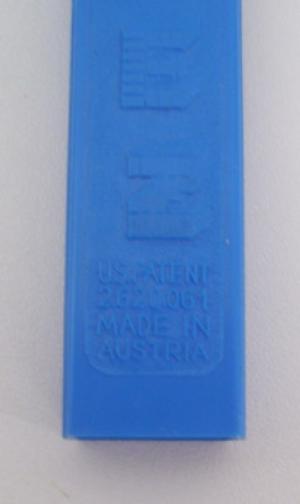 U.S. PATENT
2.620.061
MADE IN
AUSTRIA